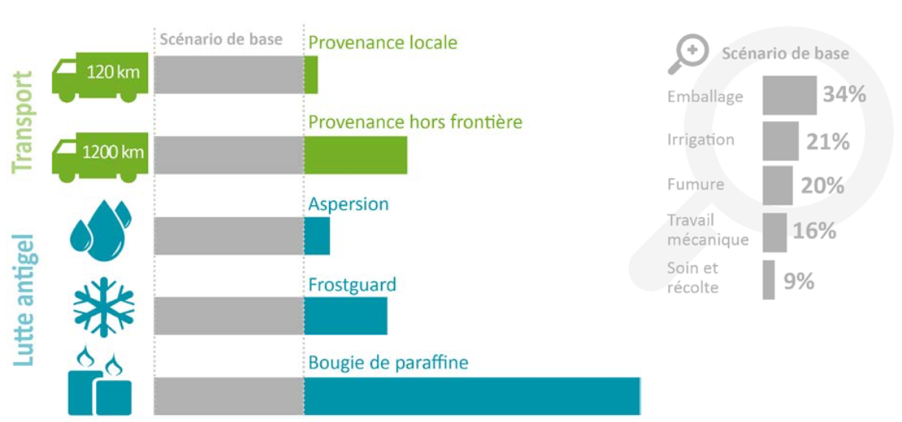 Transport
Scénario de base
Provenance locale
120 km
Provenance hors frontière
1200 km
Lutte antigel
Aspersion
Frostguard
Bougie de paraffine
Scénario de base
Emballage 34%
Irrigation 21%
Fumure 20%
Travail
mécanique 16%
Soin et
récolte 9%